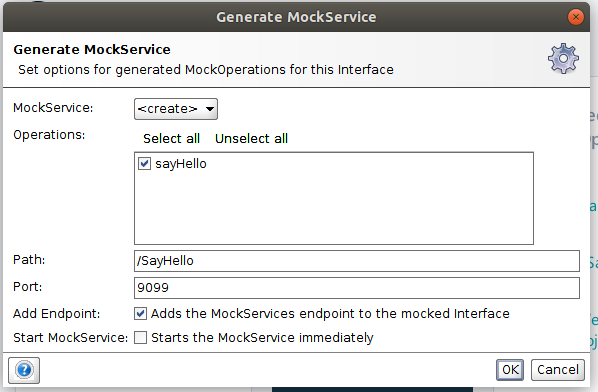 Generate MockService
Generate MockService
Set options for generated MockOperations for this Interface
MockService: <create>
Operations: Select all Unselect all
sayHello
Path: /SayHello
Port: 9099
Add Endpoint: Adds the MockServices endpoint to the mocked Interface
Start MockService: Starts the MockService immediately
OK Cancel